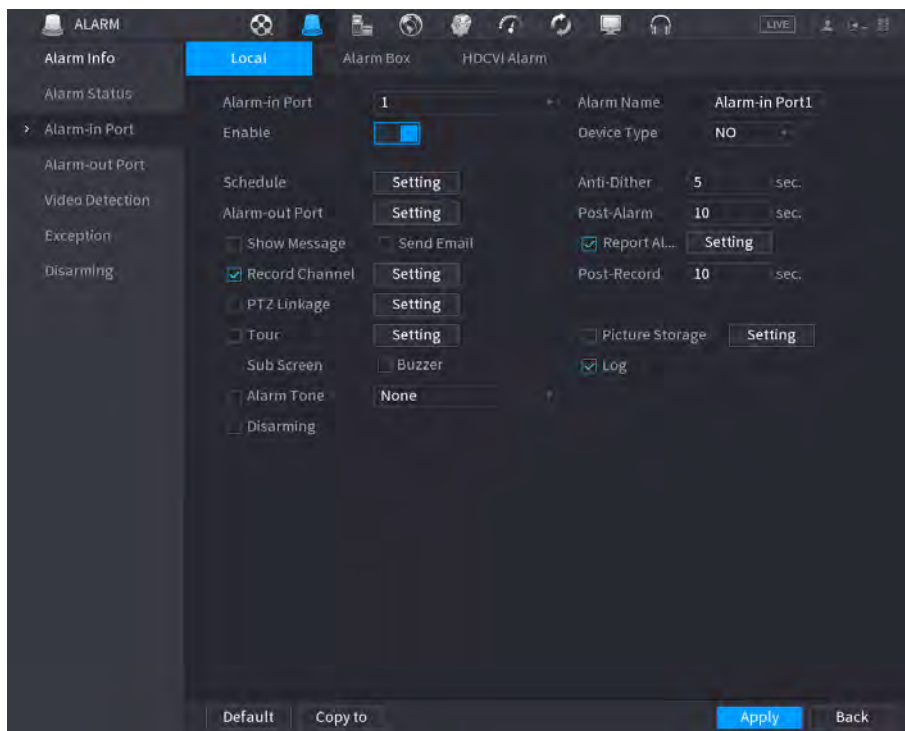 ALARM
LIVE
Alarm Info
Alarm Status
Alarm-in Port
Alarm-out Port
Video Detection
Exception
Disarming
Local Alarm Box HDCVI Alarm
Alarm-in Port 1 Alarm Name Alarm-in Port1
Enable Device Type NO
Schedule Setting Anti-Dither 5 sec.
Alarm-out Port Setting Post-Alarm 10 sec.
Show Message Send Email Report Al... Setting
Record Channel Setting Post-Record 10 sec.
PTZ Linkage Setting
Tour Setting Picture Storage Setting
Sub Screen Buzzer Log
Alarm Tone None
Disarming
Default Copy to Apply Back